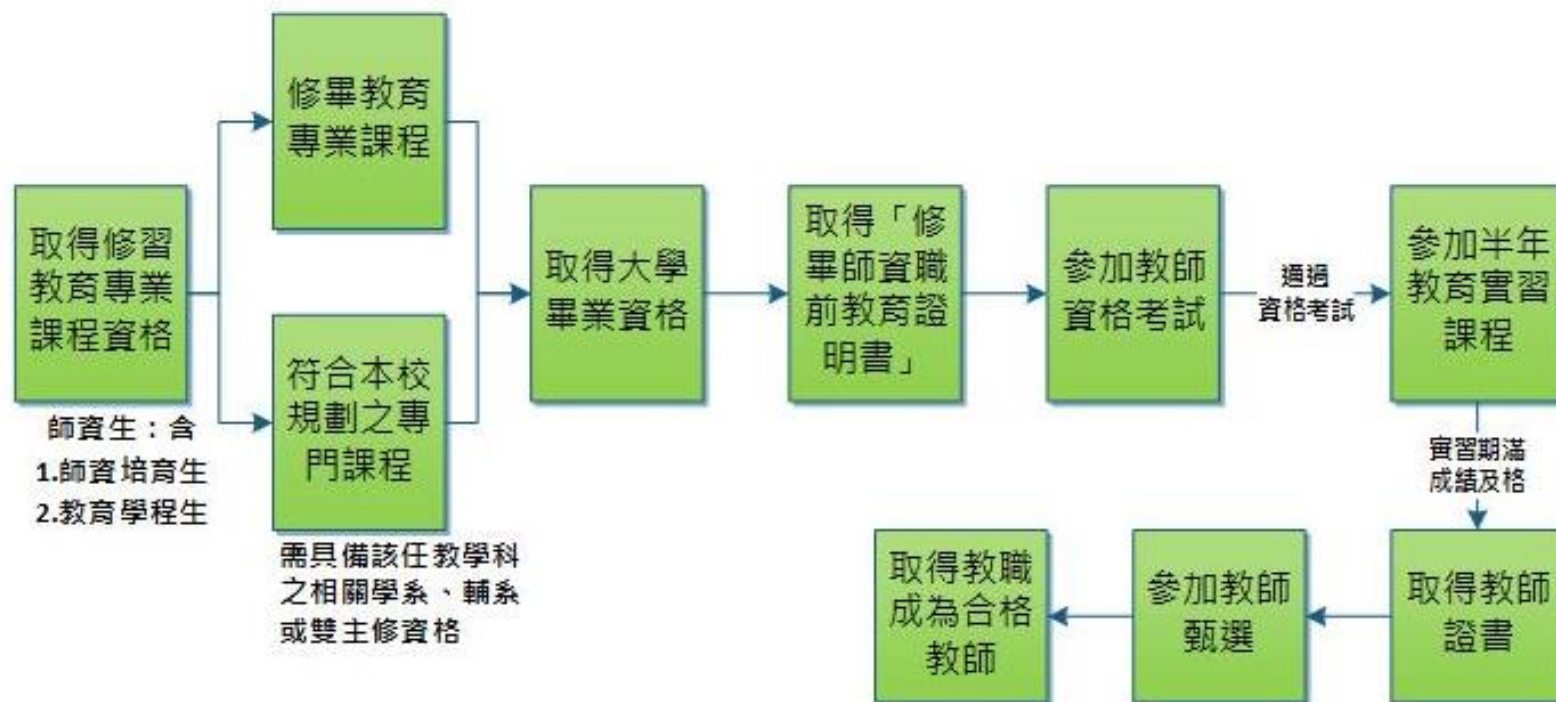 取得修習
教育專業
課程資格
師資生：含
1.師資培育生
2.教育學程生
修畢教育
專業課程
符合本校
規劃之專
門課程
需具備該任教學科
之相關學系、輔系
或雙主修資格
取得大學
畢業資格
取得「修
畢師資職
前教育證
明書」
參加教師
資格考試
通過
資格考試
參加半年
教育實習
課程
實習期滿
成績及格
取得教師
證書
參加教師
甄選
取得教職
成為合格
教師